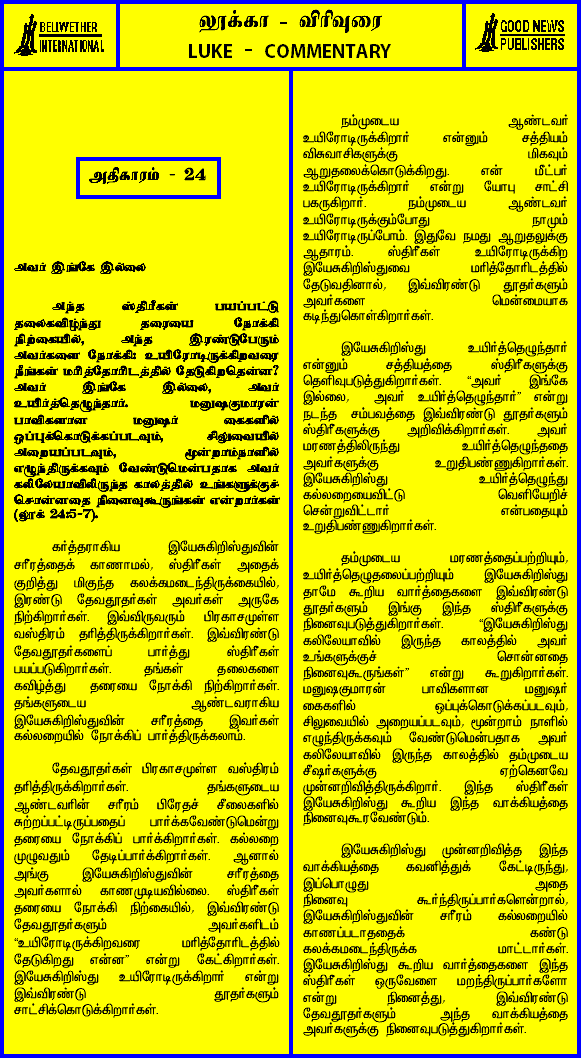 BELLWETHER
INTERNATIONAL
லூக்கா - விரிவுரை
LUKE - COMMENTARY
GOOD NEWS
PUBLISHERS
அதிகாரம் - 24
அவர் இங்கே இல்லை
அந்த ஸ்திரீகள் பயப்பட்டு
தலைகவிழ்ந்து தரையை நோக்கி
நிற்கையில், அந்த இரண்டுபேரும்
அவர்களை நோக்கி: உயிரோடிருக்கிறவரை
நீங்கள் மரித்தோரிடத்தில் தேடுகிறதென்ன?
அவர் இங்கே இல்லை, அவர்
உயிர்த்தெழுந்தார். மனுஷகுமாரன்
பாவிகளான மனுஷர் கைகளில்
ஒப்புக்கொடுக்கப்படவும், சிலுவையில்
அறையப்படவும், மூன்றாம்நாளில்
எழுந்திருக்கவும் வேண்டுமென்பதாக அவர்
கலிலேயாவிலிருந்த காலத்தில் உங்களுக்குச்
சொன்னதை நினைவுகூருங்கள் என்றார்கள்
(லூக் 24:5-7).
கர்த்தராகிய இயேசுகிறிஸ்துவின்
சரீரத்தைக் காணாமல், ஸ்திரீகள் அதைக்
குறித்து மிகுந்த கலக்கமடைந்திருக்கையில்,
இரண்டு தேவதூதர்கள் அவர்கள் அருகே
நிற்கிறார்கள். இவ்விருவரும் பிரகாசமுள்ள
வஸ்திரம் தரித்திருக்கிறார்கள். இவ்விரண்டு
தேவதூதர்களைப் பார்த்து ஸ்திரீகள்
பயப்படுகிறார்கள். தங்கள் தலைகளை
கவிழ்த்து தரையை நோக்கி நிற்கிறார்கள்.
தங்களுடைய ஆண்டவராகிய
இயேசுகிறிஸ்துவின் சரீரத்தை இவர்கள்
கல்லறையில் நோக்கிப் பார்த்திருக்கலாம்.
தேவதூதர்கள் பிரகாசமுள்ள வஸ்திரம்
தரித்திருக்கிறார்கள். தங்களுடைய
ஆண்டவரின் சரீரம் பிரேதச் சீலைகளில்
சுற்றப்பட்டிருப்பதைப் பார்க்கவேண்டுமென்று
தரையை நோக்கிப் பார்க்கிறார்கள். கல்லறை
முழுவதும் தேடிப்பார்க்கிறார்கள். ஆனால்
அங்கு இயேசுகிறிஸ்துவின் சரீரத்தை
அவர்களால் காணமுடியவில்லை. ஸ்திரீகள்
தரையை நோக்கி நிற்கையில், இவ்விரண்டு
தேவதூதர்களும் அவர்களிடம்
“உயிரோடிருக்கிறவரை மரித்தோரிடத்தில்
தேடுகிறது என்ன” என்று கேட்கிறார்கள்.
இயேசுகிறிஸ்து உயிரோடிருக்கிறார் என்று
இவ்விரண்டு தூதர்களும்
சாட்சிக்கொடுக்கிறார்கள்.
நம்முடைய ஆண்டவர்
உயிரோடிருக்கிறார் என்னும் சத்தியம்
விசுவாசிகளுக்கு மிகவும்
ஆறுதலைக்கொடுக்கிறது. என் மீட்பர்
உயிரோடிருக்கிறார் என்று யோபு சாட்சி
பகருகிறார். நம்முடைய ஆண்டவர்
உயிரோடிருக்கும்போது நாமும்
உயிரோடிருப்போம். இதுவே நமது ஆறுதலுக்கு
ஆதாரம். ஸ்திரீகள் உயிரோடிருக்கிற
இயேசுகிறிஸ்துவை மரித்தோரிடத்தில்
தேடுவதினால், இவ்விரண்டு தூதர்களும்
அவர்களை மென்மையாக
கடிந்துகொள்கிறார்கள்.
இயேசுகிறிஸ்து உயிர்த்தெழுந்தார்
என்னும் சத்தியத்தை ஸ்திரீகளுக்கு
தெளிவுபடுத்துகிறார்கள். “அவர் இங்கே
இல்லை, அவர் உயிர்த்தெழுந்தார்” என்று
நடந்த சம்பவத்தை இவ்விரண்டு தூதர்களும்
ஸ்திரீகளுக்கு அறிவிக்கிறார்கள். அவர்
மரணத்திலிருந்து உயிர்த்தெழுந்ததை
அவர்களுக்கு உறுதிபண்ணுகிறார்கள்.
இயேசுகிறிஸ்து உயிர்த்தெழுந்து
கல்லறையைவிட்டு வெளியேறிச்
சென்றுவிட்டார் என்பதையும்
உறுதிபண்ணுகிறார்கள்.
தம்முடைய மரணத்தைப்பற்றியும்,
உயிர்த்தெழுதலைப்பற்றியும் இயேசுகிறிஸ்து
தாமே கூறிய வார்த்தைகளை இவ்விரண்டு
தூதர்களும் இங்கு இந்த ஸ்திரீகளுக்கு
நினைவுபடுத்துகிறார்கள். “இயேசுகிறிஸ்து
கலிலேயாவில் இருந்த காலத்தில் அவர்
உங்களுக்குச் சொன்னதை
நினைவுகூருங்கள்” என்று கூறுகிறார்கள்.
மனுஷகுமாரன் பாவிகளான மனுஷர்
கைகளில் ஒப்புக்கொடுக்கப்படவும்,
சிலுவையில் அறையப்படவும், மூன்றாம் நாளில்
எழுந்திருக்கவும் வேண்டுமென்பதாக அவர்
கலிலேயாவில் இருந்த காலத்தில் தம்முடைய
சீஷர்களுக்கு ஏற்கெனவே
முன்னறிவித்திருக்கிறார். இந்த ஸ்திரீகள்
இயேசுகிறிஸ்து கூறிய இந்த வாக்கியத்தை
நினைவுகூரவேண்டும்.
இயேசுகிறிஸ்து முன்னறிவித்த இந்த
வாக்கியத்தை கவனித்துக் கேட்டிருந்து,
இப்பொழுது அதை
நினைவு கூர்ந்திருப்பார்களென்றால்,
இயேசுகிறிஸ்துவின் சரீரம் கல்லறையில்
காணப்படாததைக் கண்டு
கலக்கமடைந்திருக்க மாட்டார்கள்.
இயேசுகிறிஸ்து கூறிய வார்த்தைகளை இந்த
ஸ்திரீகள் ஒருவேளை மறந்திருப்பார்களோ
என்று நினைத்து, இவ்விரண்டு
தேவதூதர்களும் அந்த வாக்கியத்தை
அவர்களுக்கு நினைவுபடுத்துகிறார்கள்.